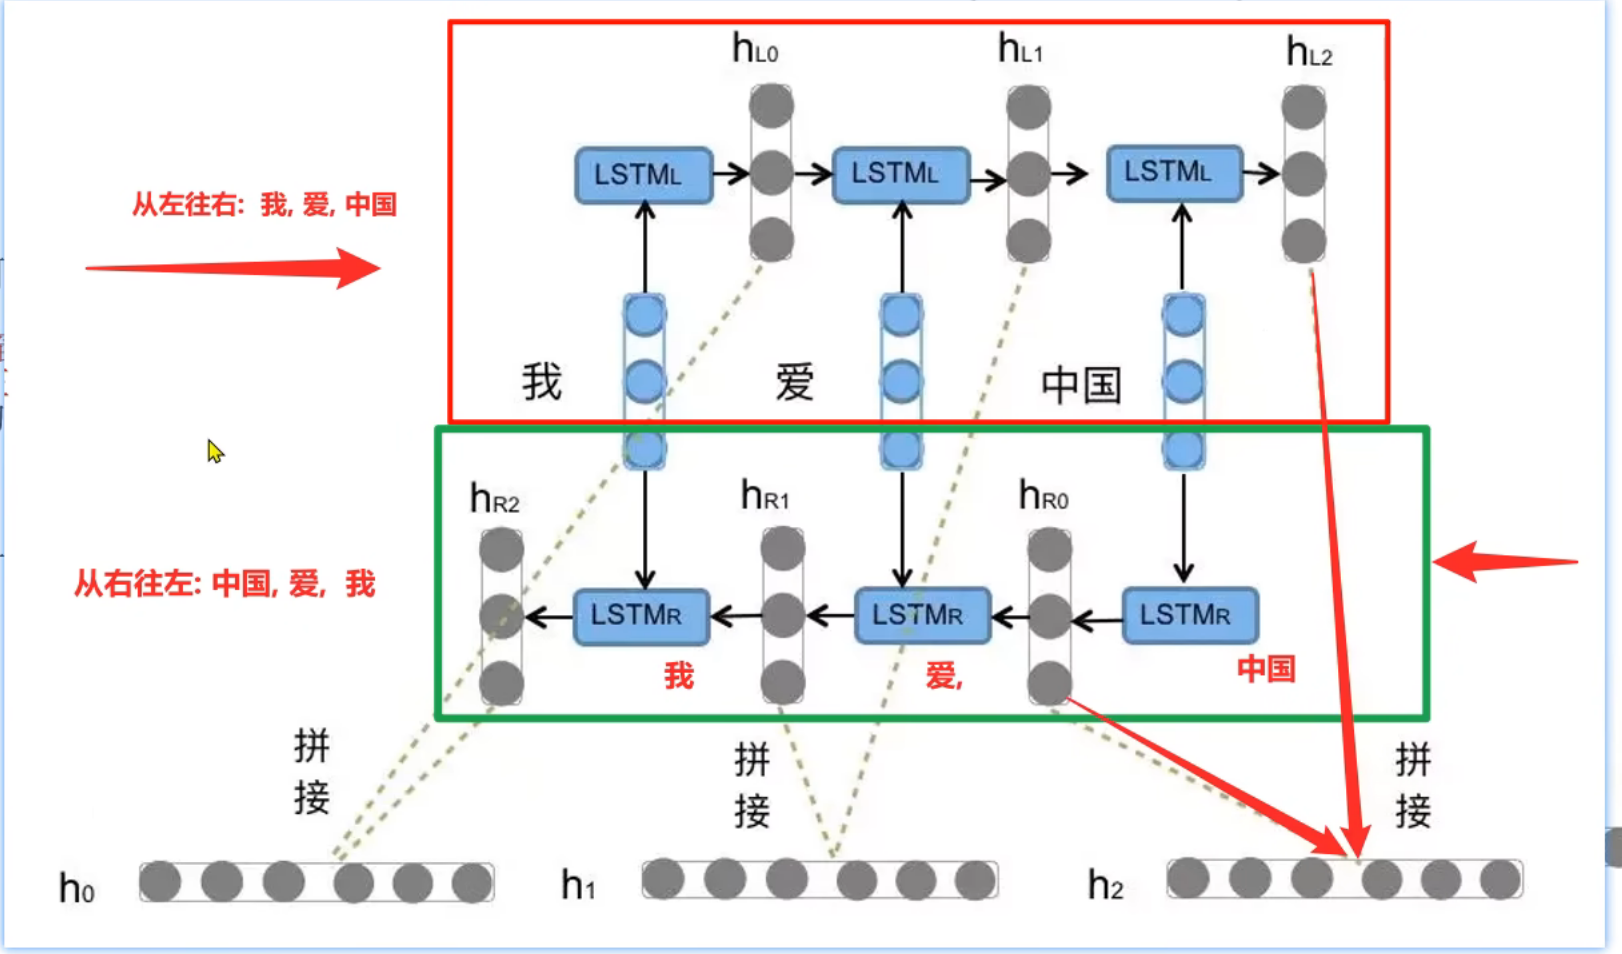 hL0
hL1
hL2
LSTML
LSTML
LSTML
从左往右: 我, 爱, 中国
我
爱
中国
hR2
hR1
hR0
从右往左: 中国, 爱, 我
LSTMR
LSTMR
LSTMR
我
爱,
中国
拼
接
拼
接
拼
接
h0
h1
h2